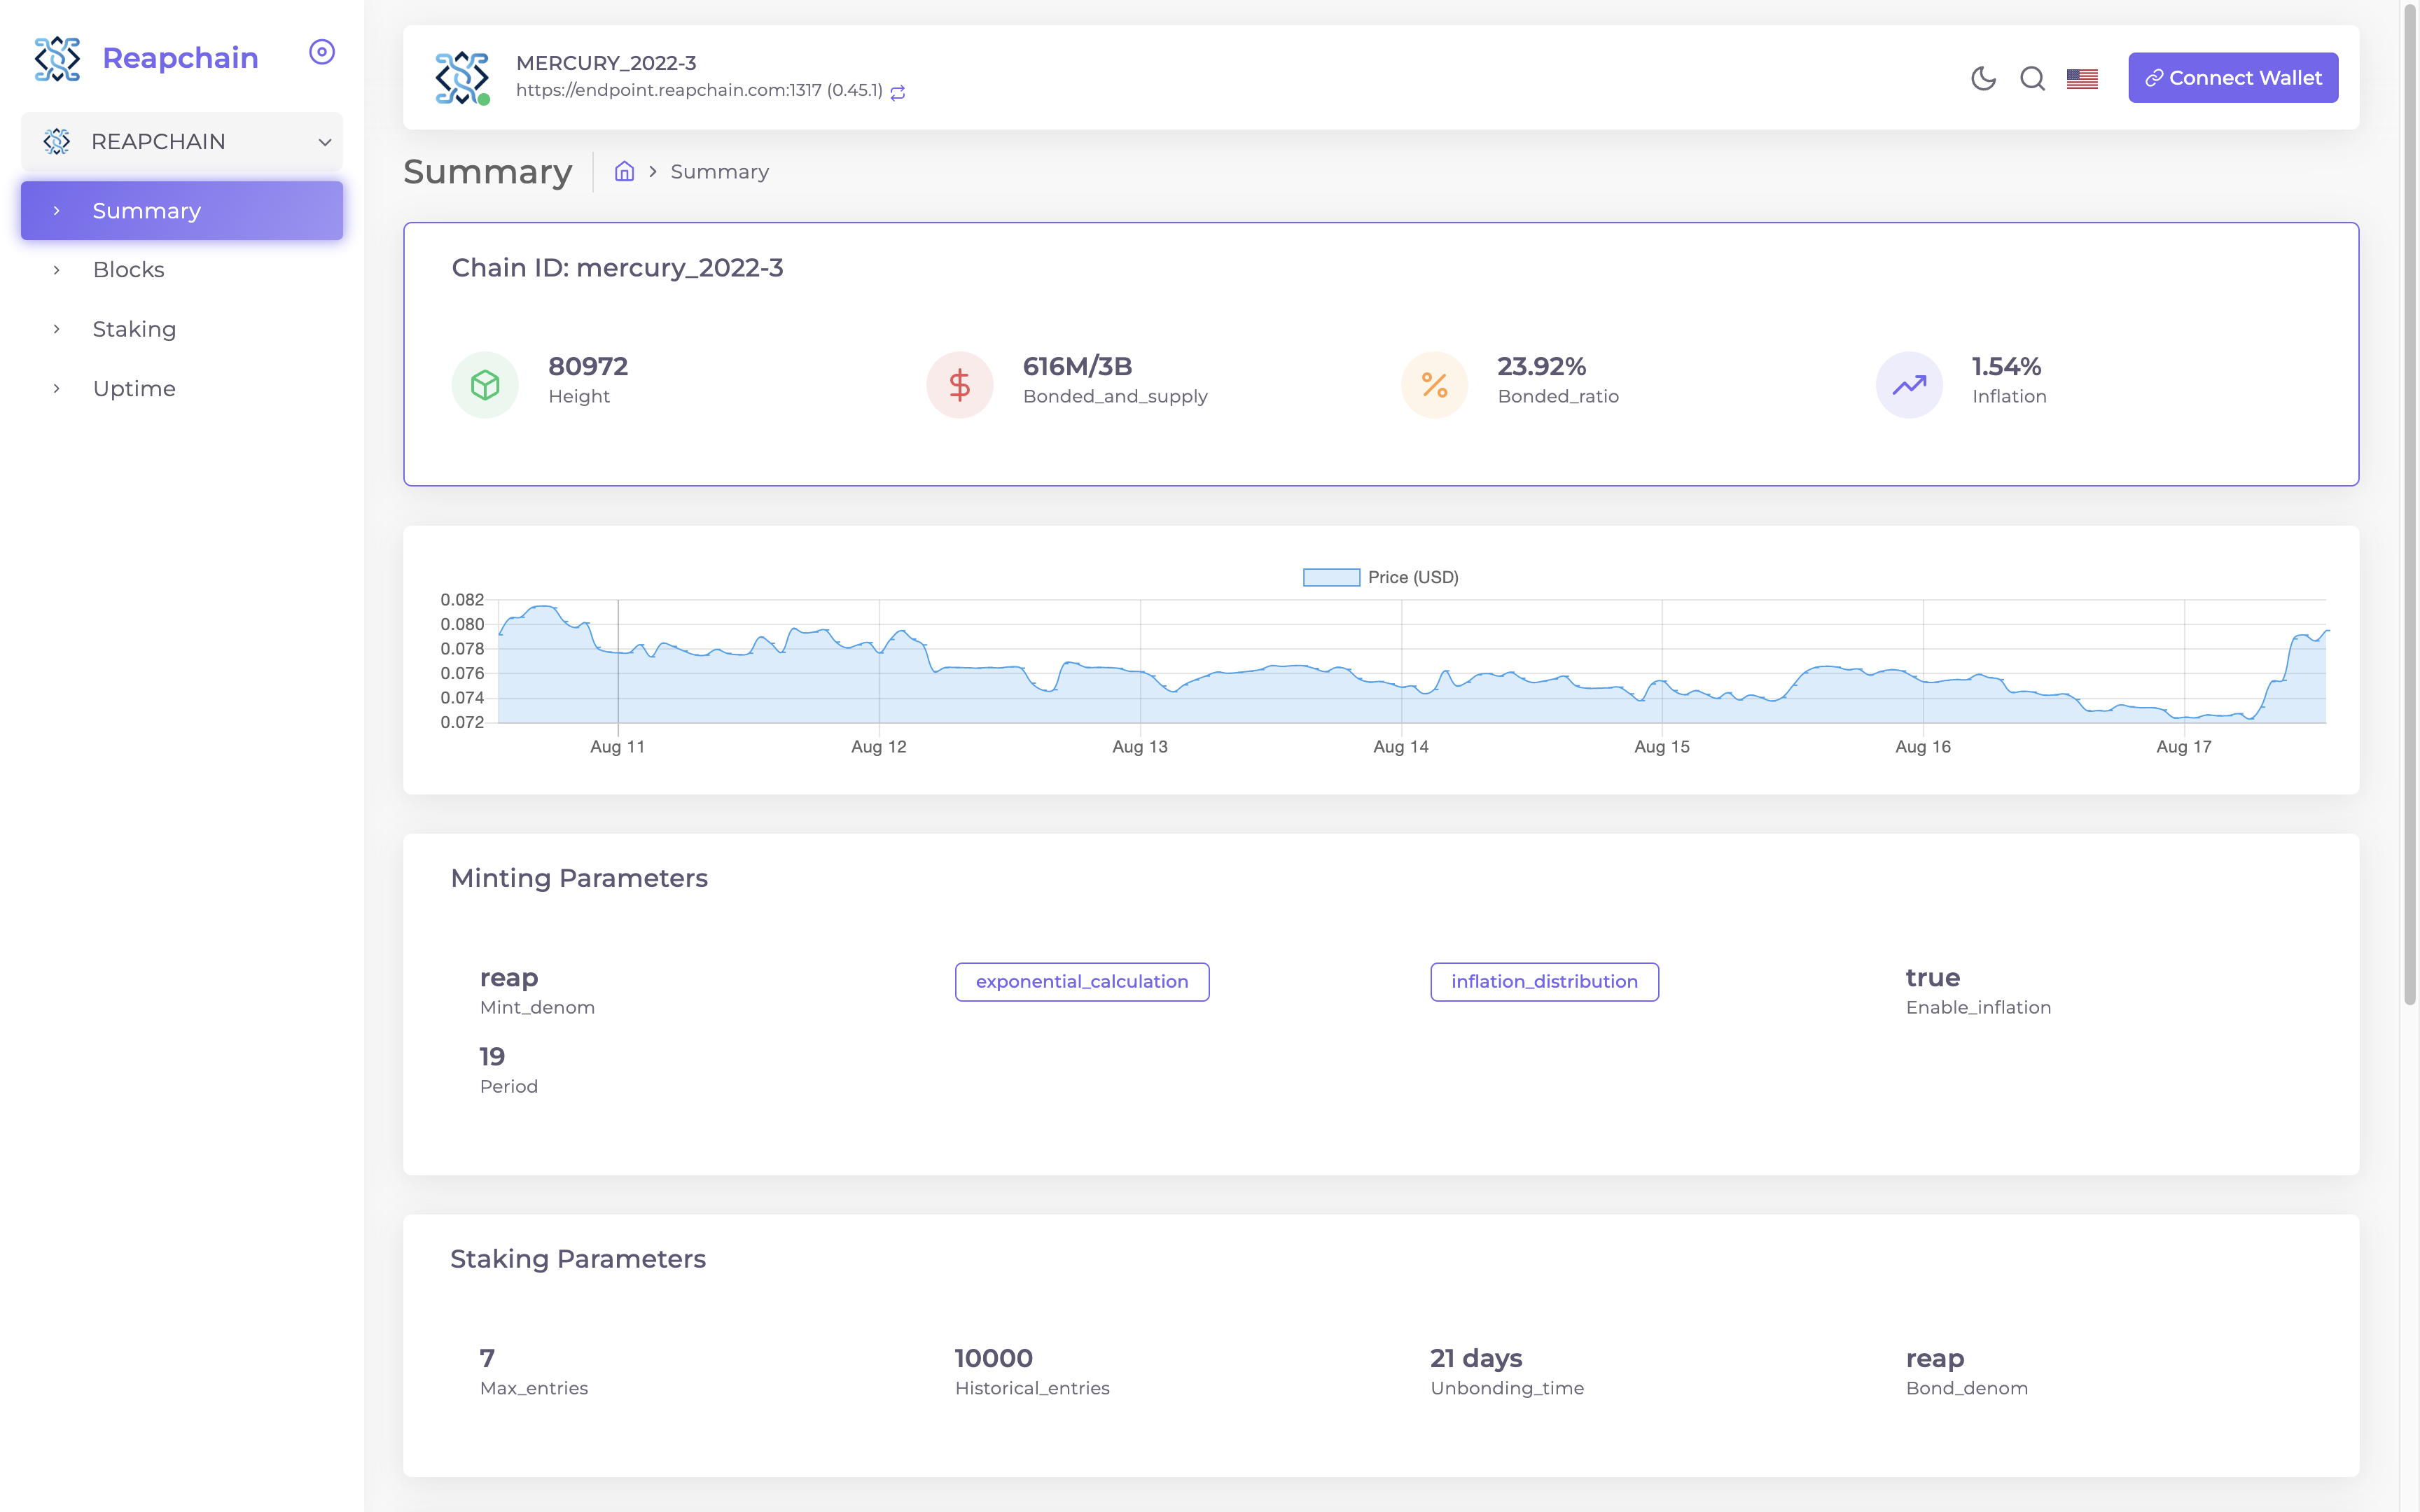 Reapchain
REAPCHAIN
Summary
Blocks
Staking
Uptime
MERCURY_2022-3
https://endpoint.reapchain.com:1317 (0.45.1)
Connect Wallet
Summary
Summary
Chain ID: mercury_2022-3
80972
Height
616M/3B
Bonded_and_supply
23.92%
Bonded_ratio
1.54%
Inflation
Price (USD)
0.082
0.080
0.078
0.076
0.074
0.072
Aug 11 Aug 12 Aug 13 Aug 14 Aug 15 Aug 16 Aug 17
Minting Parameters
reap
Mint_denom
exponential_calculation
inflation_distribution
true
Enable_inflation
19
Period
Staking Parameters
7
Max_entries
10000
Historical_entries
21 days
Unbonding_time
reap
Bond_denom